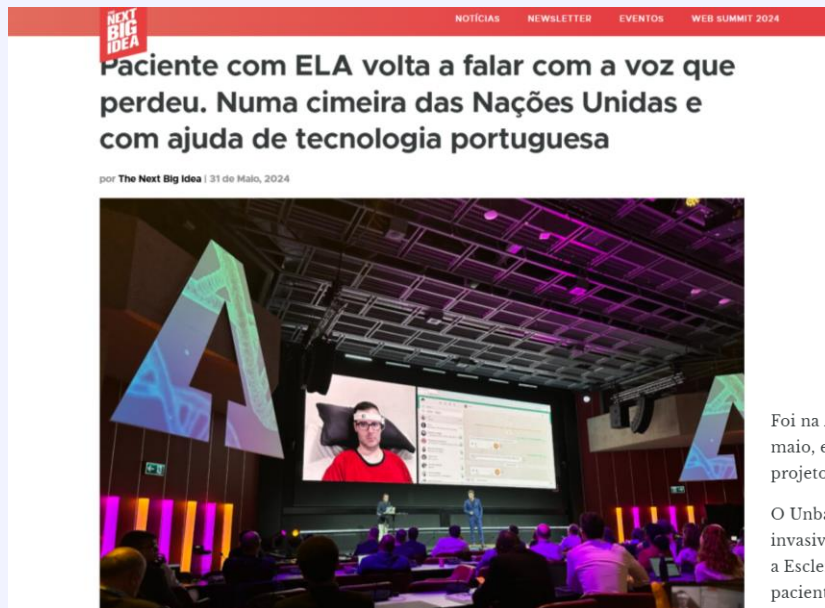 THE
NEXT
BIG
IDEA
NOTÍCIAS NEWSLETTER EVENTOS WEB SUMMIT 2024
Paciente com ELA volta a falar com a voz que
perdeu. Numa cimeira das Nações Unidas e
com ajuda de tecnologia portuguesa
por The Next Big Idea | 31 de Maio, 2024
A
A
Foi na
maio, e
projeto
O Unba
invasiv
a Escle
pacient